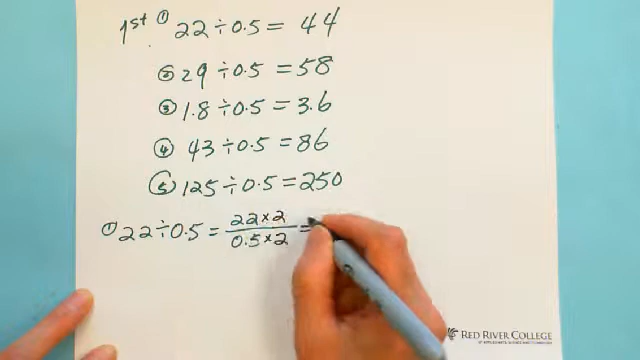 1st ① 22 ÷ 0.5 = 44
② 29 ÷ 0.5 = 58
③ 1.8 ÷ 0.5 = 3.6
④ 43 ÷ 0.5 = 86
⑤ 125 ÷ 0.5 = 250
① 22 ÷ 0.5 = 22 × 2 / 0.5 × 2 =
RED RIVER COLLEGE